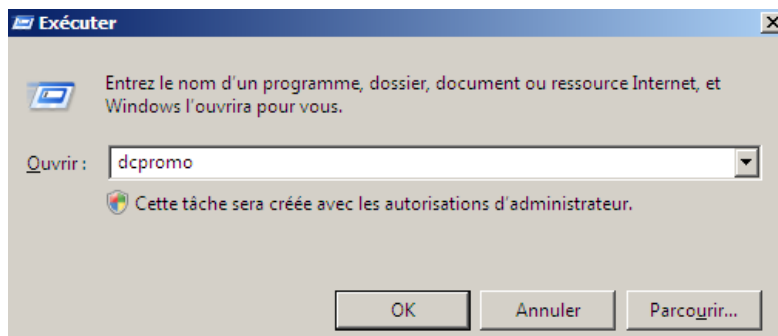 Exécuter
Entrez le nom d'un programme, dossier, document ou ressource Internet, et
Windows l'ouvrira pour vous.
Ouvrir : dcpromo
Cette tâche sera créée avec les autorisations d'administrateur.
OK Annuler Parcourir...